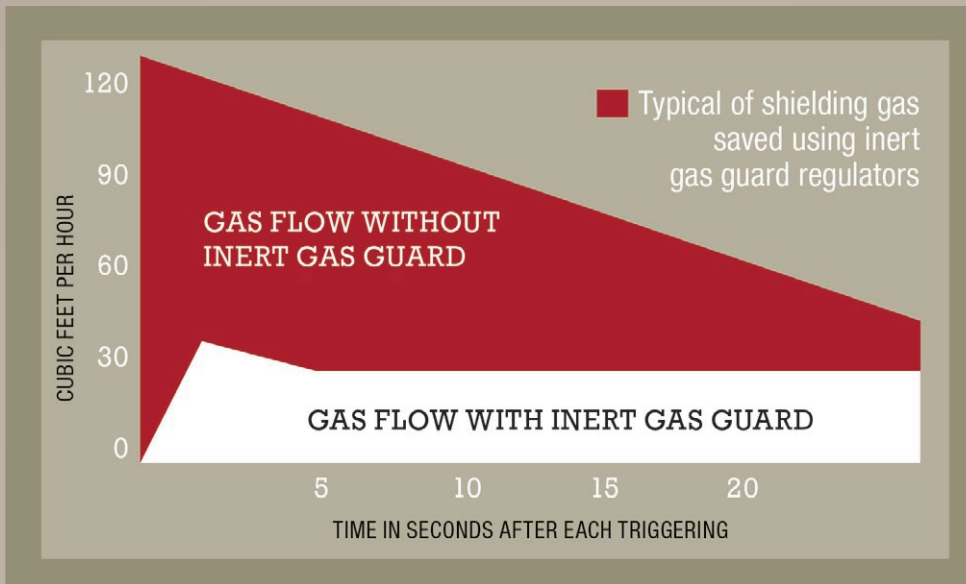 120
90
60
30
0
CUBIC FEET PER HOUR
Typical of shielding gas
saved using inert
gas guard regulators
GAS FLOW WITHOUT
INERT GAS GUARD
GAS FLOW WITH INERT GAS GUARD
5 10 15 20
TIME IN SECONDS AFTER EACH TRIGGERING